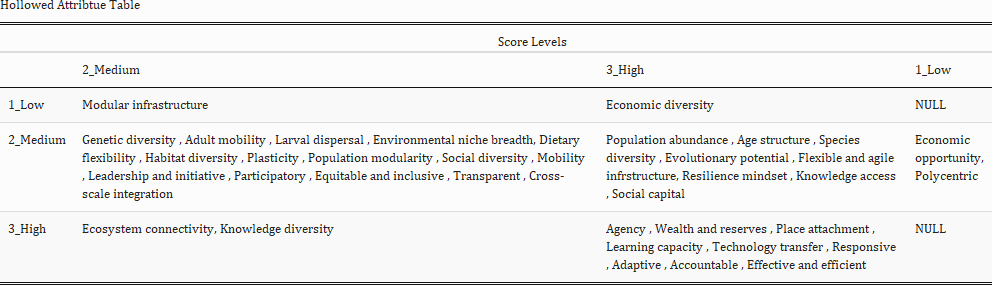 Hollowed Attribtue Table
Score Levels
2_Medium 3_High 1_Low
1_Low Modular infrastructure Economic diversity NULL
2_Medium Genetic diversity , Adult mobility , Larval dispersal , Environmental niche breadth, Dietary Population abundance , Age structure , Species Economic
flexibility , Habitat diversity , Plasticity , Population modularity , Social diversity , Mobility diversity , Evolutionary potential , Flexible and agile opportunity,
, Leadership and initiative , Participatory , Equitable and inclusive , Transparent , Cross- infrstructure, Resilience mindset , Knowledge access Polycentric
scale integration , Social capital
3_High Ecosystem connectivity, Knowledge diversity Agency , Wealth and reserves , Place attachment , NULL
Learning capacity , Technology transfer , Responsive
, Adaptive , Accountable , Effective and efficient